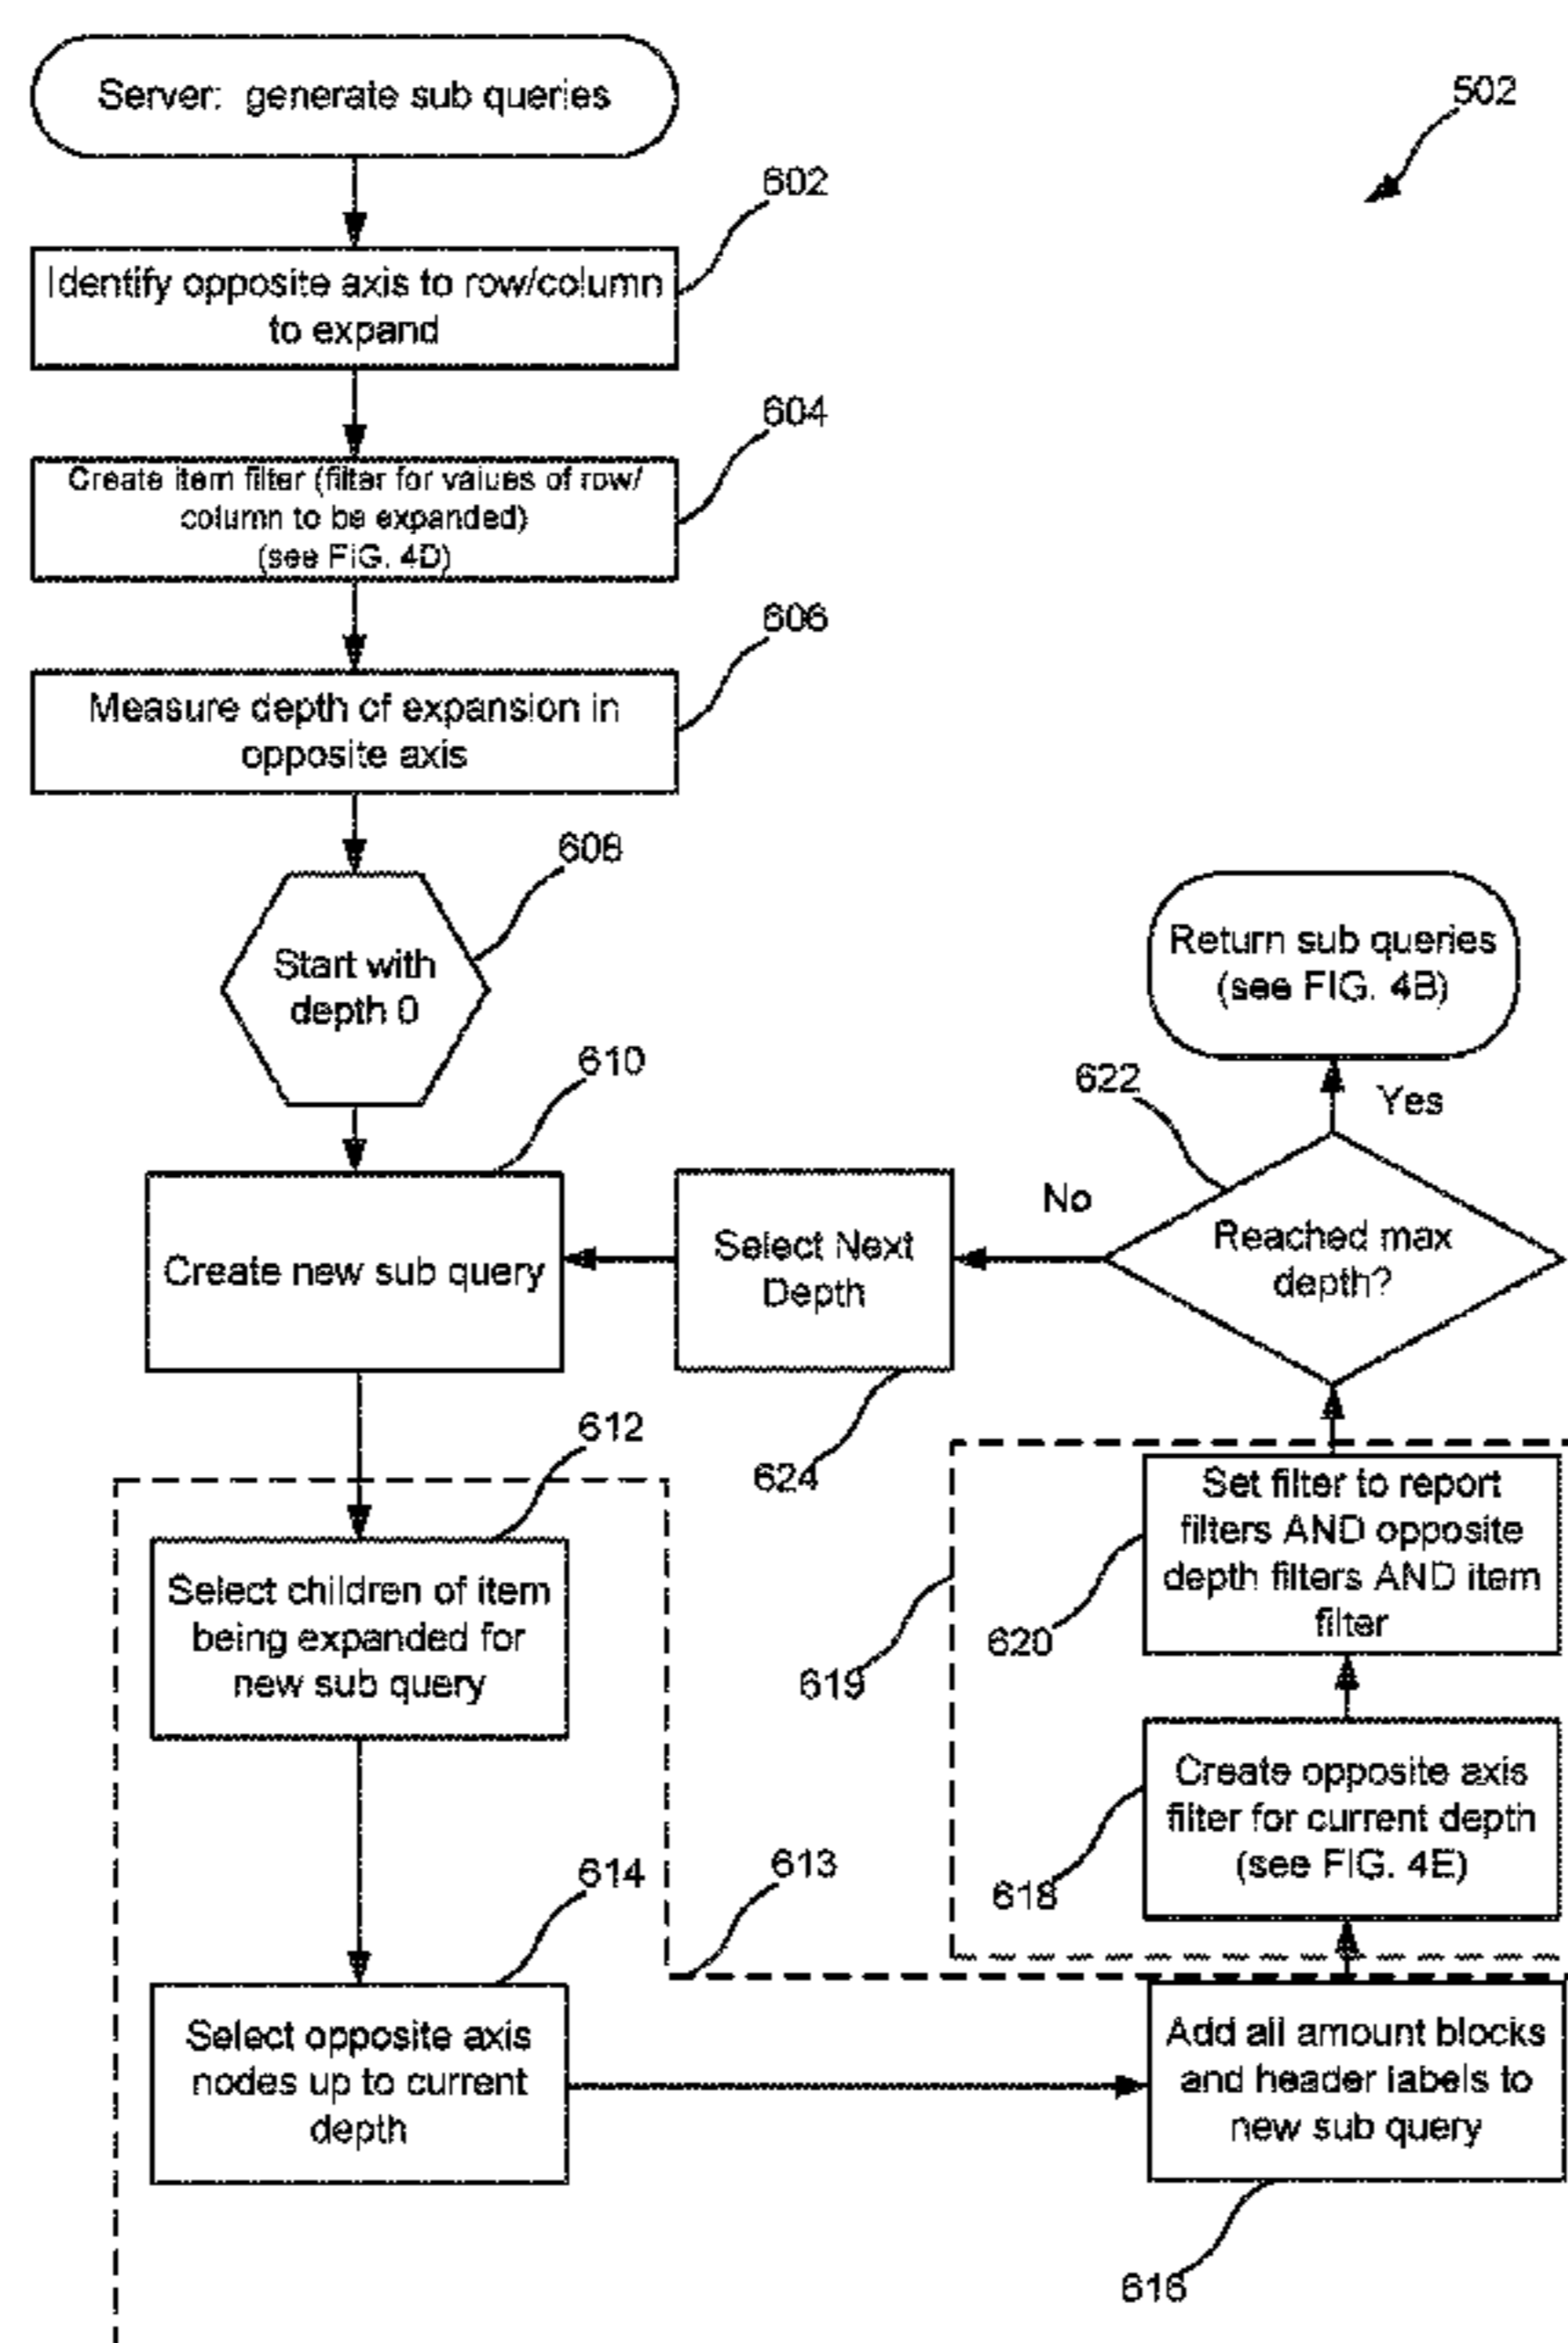 Server: generate sub queries
502
602
Identify opposite axis to row/column
to expand
604
Create item filter (filter for values of row/
column to be expanded)
(see FIG. 4D)
606
Measure depth of expansion in
opposite axis
608
Start with
depth 0
Return sub queries
(see FIG. 4B)
610
622
Yes
Create new sub query
Select Next
Depth
No
Reached max
depth?
624
612
Select children of item
being expanded for
new sub query
Set filter to report
filters AND opposite
depth filters AND item
filter
620
619
Create opposite axis
filter for current depth
(see FIG. 4E)
618
613
614
Select opposite axis
nodes up to current
depth
Add all amount blocks
and header labels to
new sub query
616